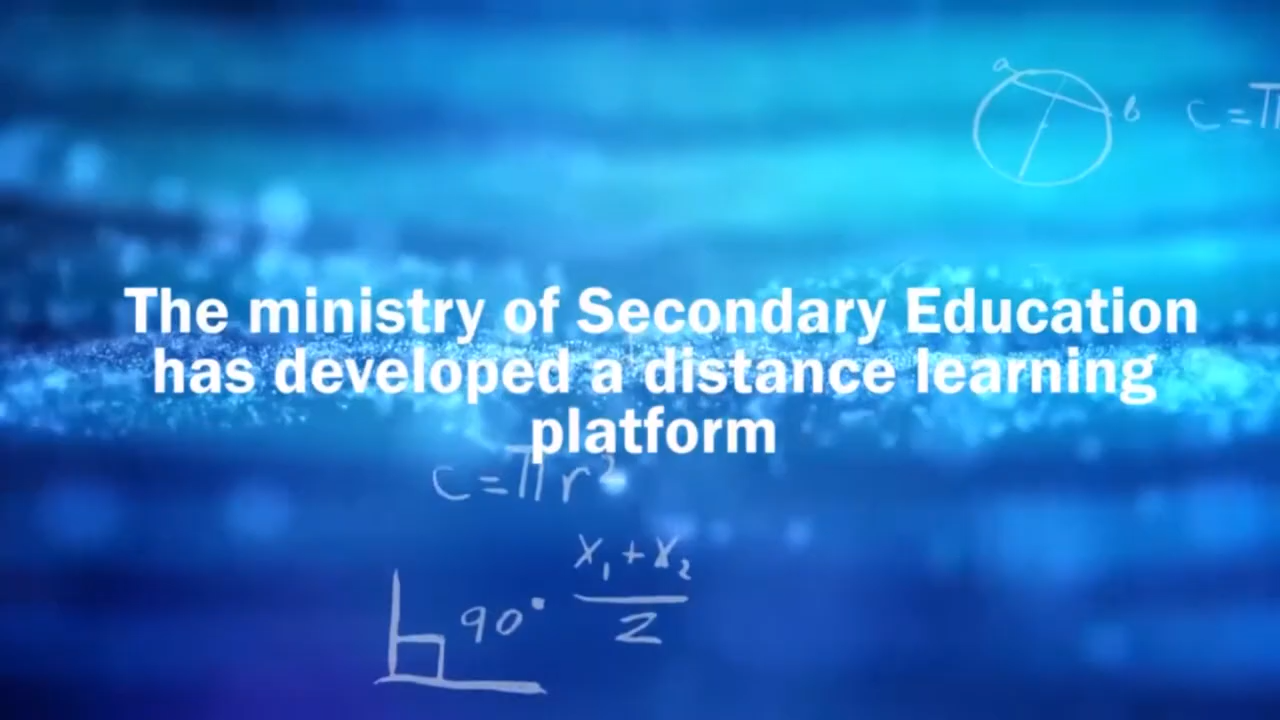 a
b
C=π
The ministry of Secondary Education
has developed a distance learning
platform
C=πr²
X₁+X₂
90°
2